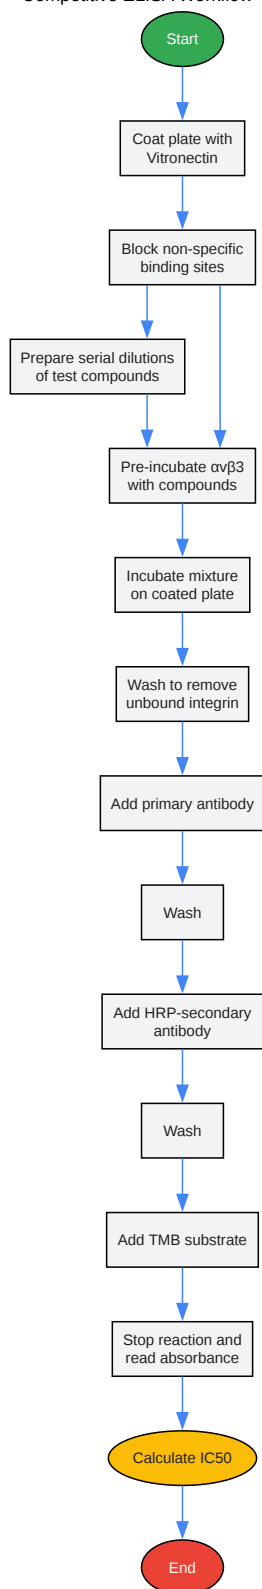 Competitive ELISA Workflow
Start
Coat plate with
Vitronectin
Block non-specific
binding sites
Prepare serial dilutions
of test compounds
Pre-incubate αvβ3
with compounds
Incubate mixture
on coated plate
Wash to remove
unbound integrin
Add primary antibody
Wash
Add HRP-secondary
antibody
Wash
Add TMB substrate
Stop reaction and
read absorbance
Calculate IC50
End